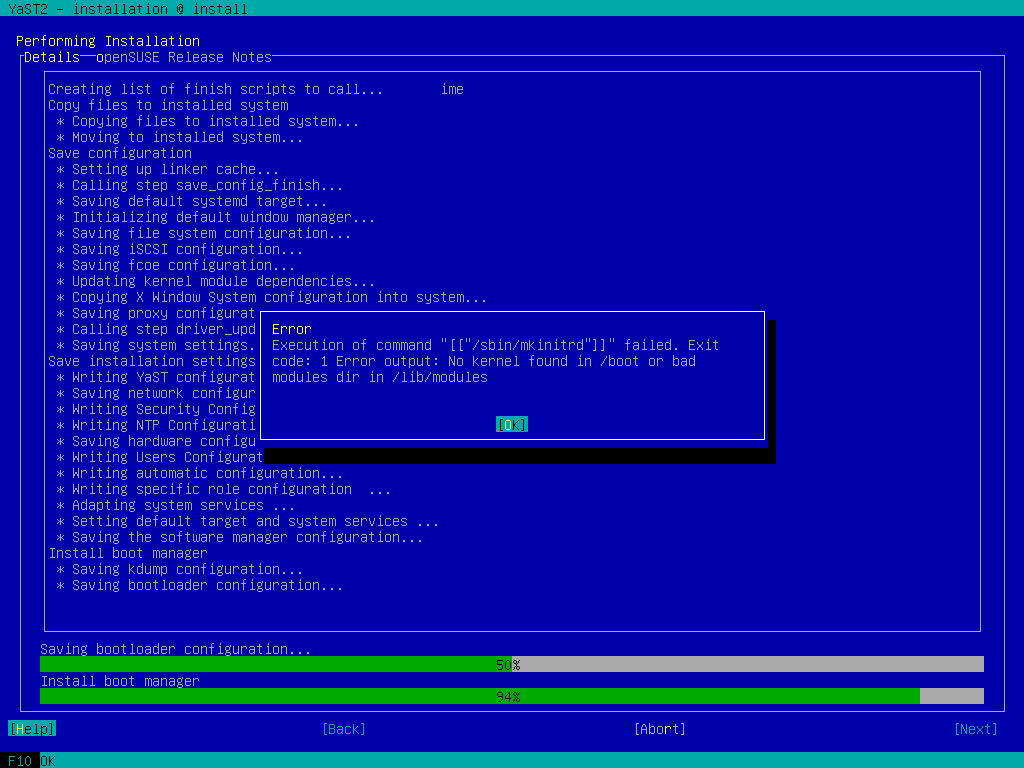 YaST2 - installation @ install
Performing Installation
Details openSUSE Release Notes
Creating list of finish scripts to call... ime
Copy files to installed system
* Copying files to installed system...
* Moving to installed system...
Save configuration
* Setting up linker cache...
* Calling step save_config_finish...
* Saving default systemd target...
* Initializing default window manager...
* Saving file system configuration...
* Saving iSCSI configuration...
* Saving fcoe configuration...
* Updating kernel module dependencies...
* Copying X Window System configuration into system...
* Saving proxy configurat
* Calling step driver_upd
* Saving system settings.
Save installation settings
* Writing YaST configurat
* Saving network configur
* Writing Security Config
* Writing NTP Configurati
* Saving hardware configu
* Writing Users Configurat
* Writing automatic configuration...
* Writing specific role configuration ...
* Adapting system services ...
* Setting default target and system services ...
* Saving the software manager configuration...
Install boot manager
* Saving kdump configuration...
* Saving bootloader configuration...
Error
Execution of command "[["/sbin/mkinitrd"]]" failed. Exit
code: 1 Error output: No kernel found in /boot or bad
modules dir in /lib/modules
[OK]
Saving bootloader configuration...
50%
Install boot manager
94%
[Help] [Back] [Abort] [Next]
F10 OK